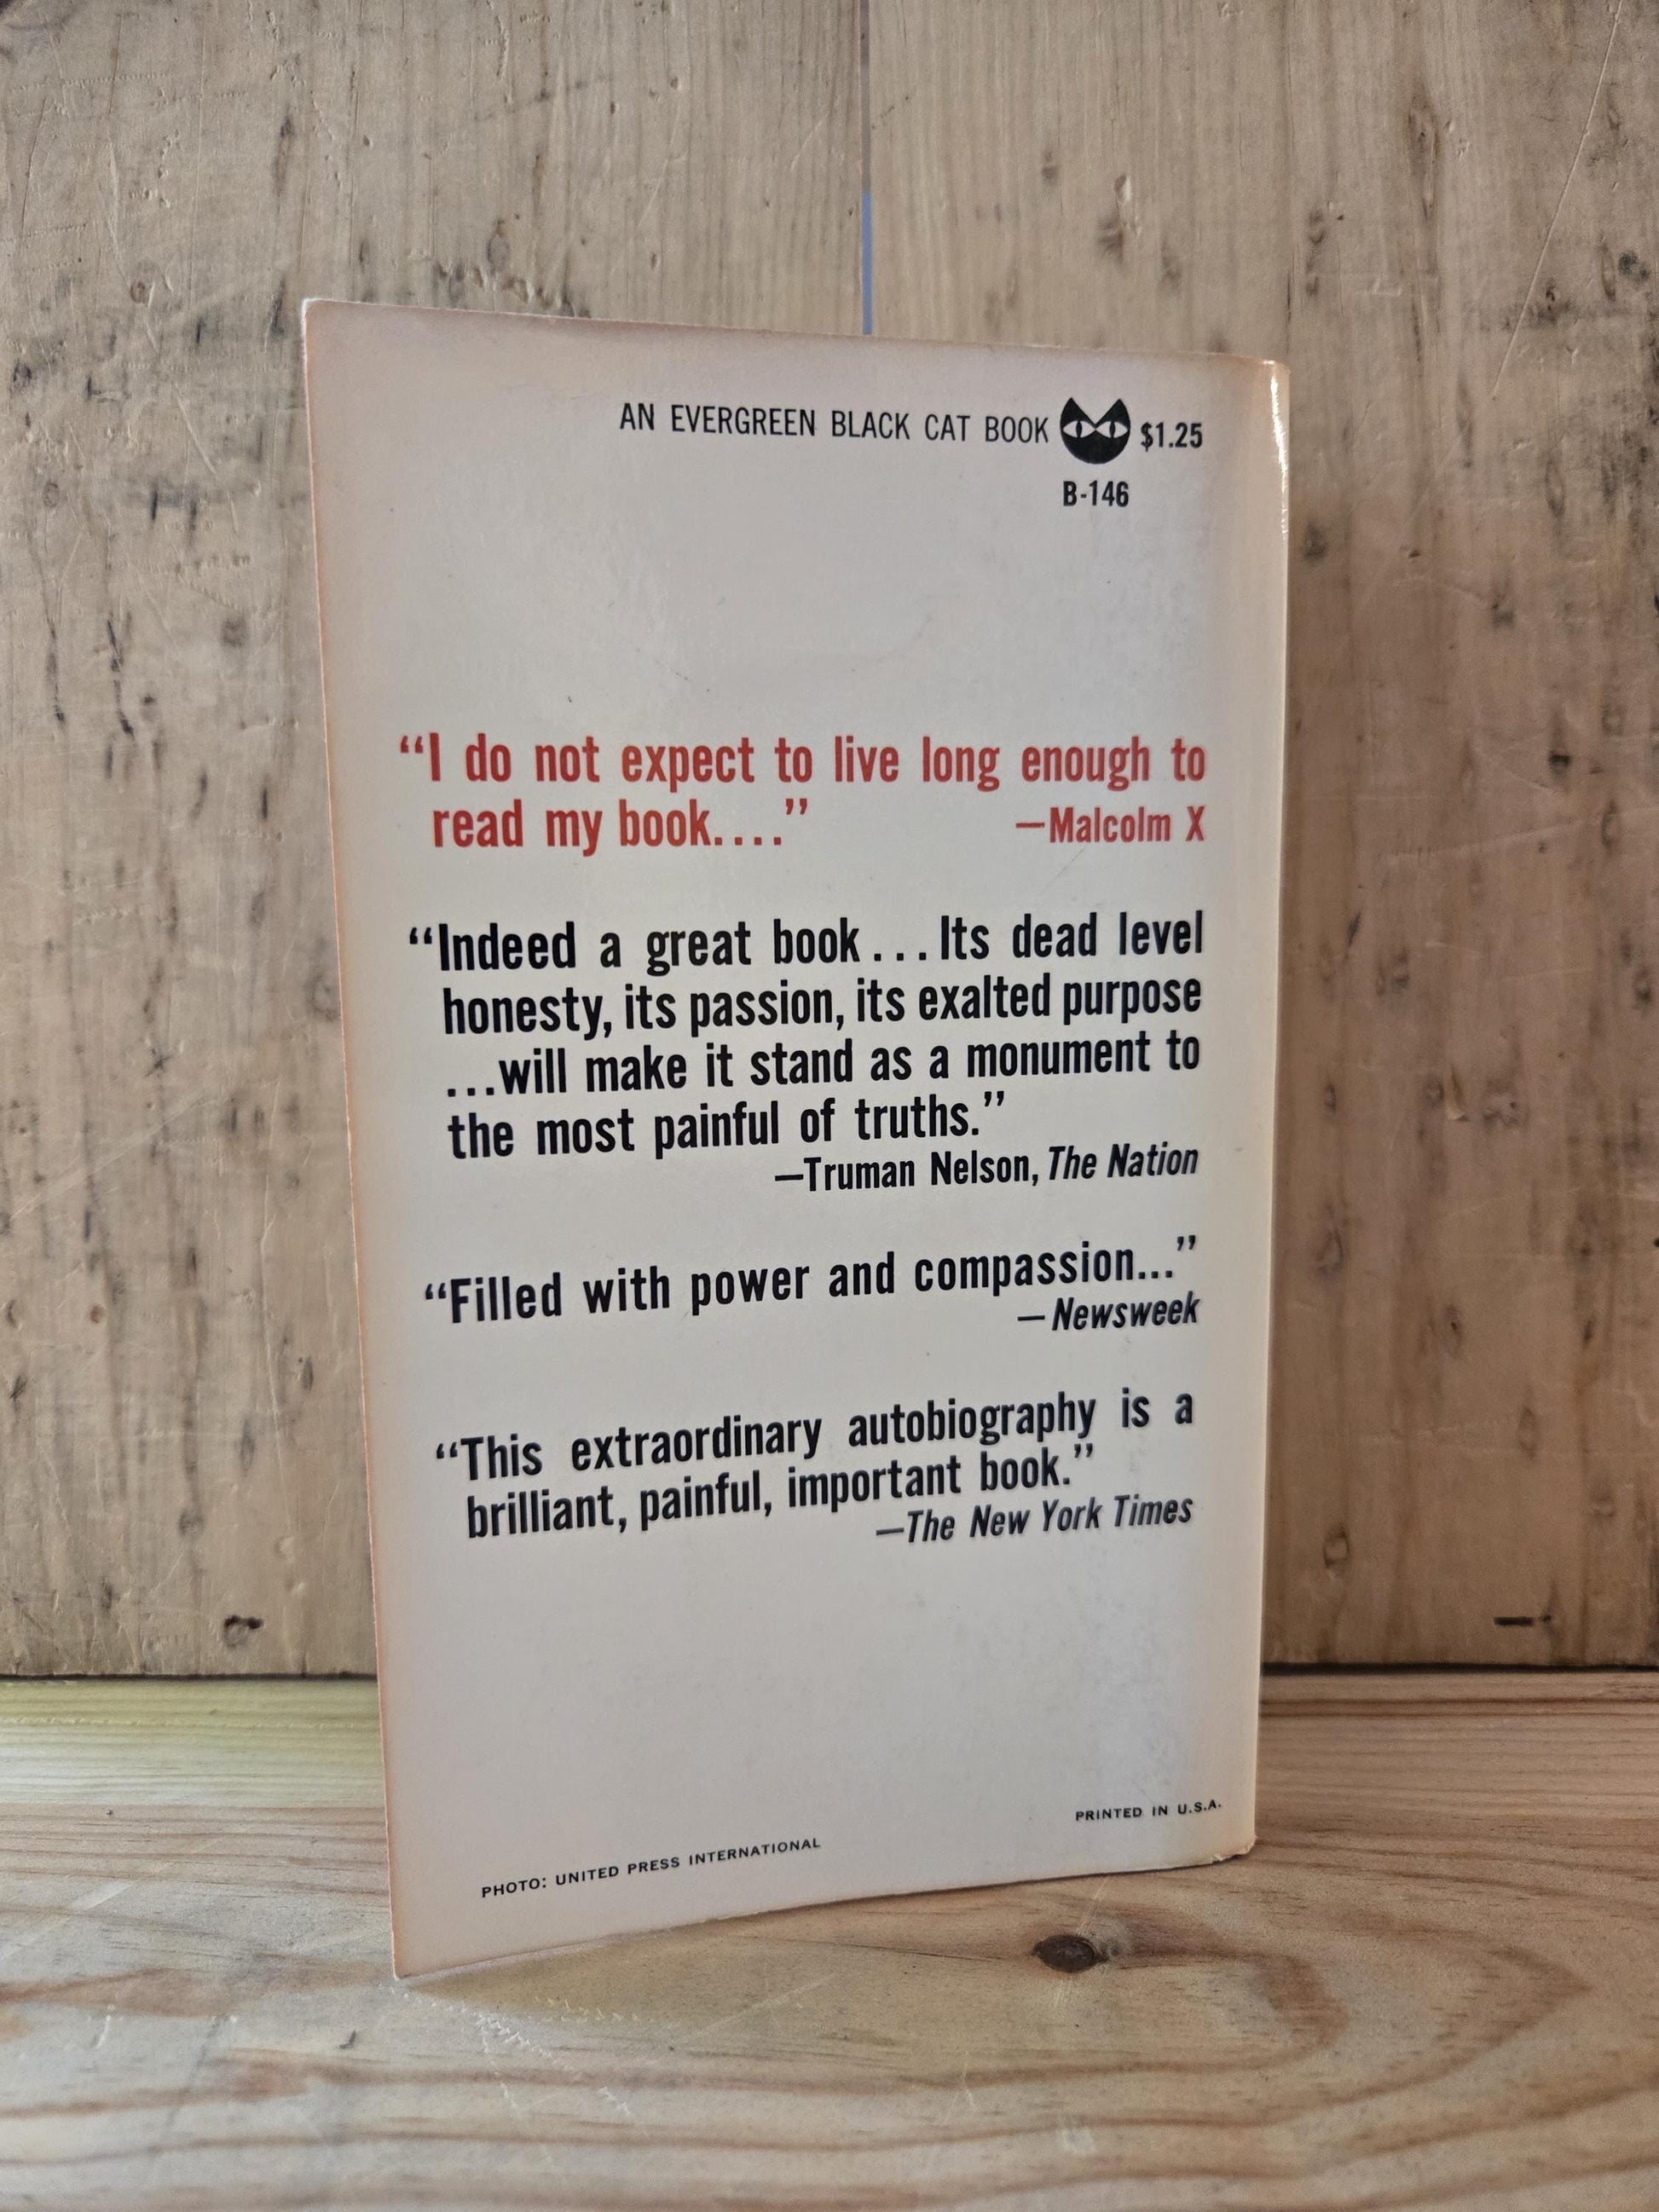 AN EVERGREEN BLACK CAT BOOK $1.25
B-146
“I do not expect to live long enough to
read my book....”
—Malcolm X
“Indeed a great book...Its dead level
honesty, its passion, its exalted purpose
...will make it stand as a monument to
the most painful of truths.”
—Truman Nelson, The Nation
“Filled with power and compassion...”
—Newsweek
“This extraordinary autobiography is a
brilliant, painful, important book.”
—The New York Times
PHOTO: UNITED PRESS INTERNATIONAL
PRINTED IN U.S.A.